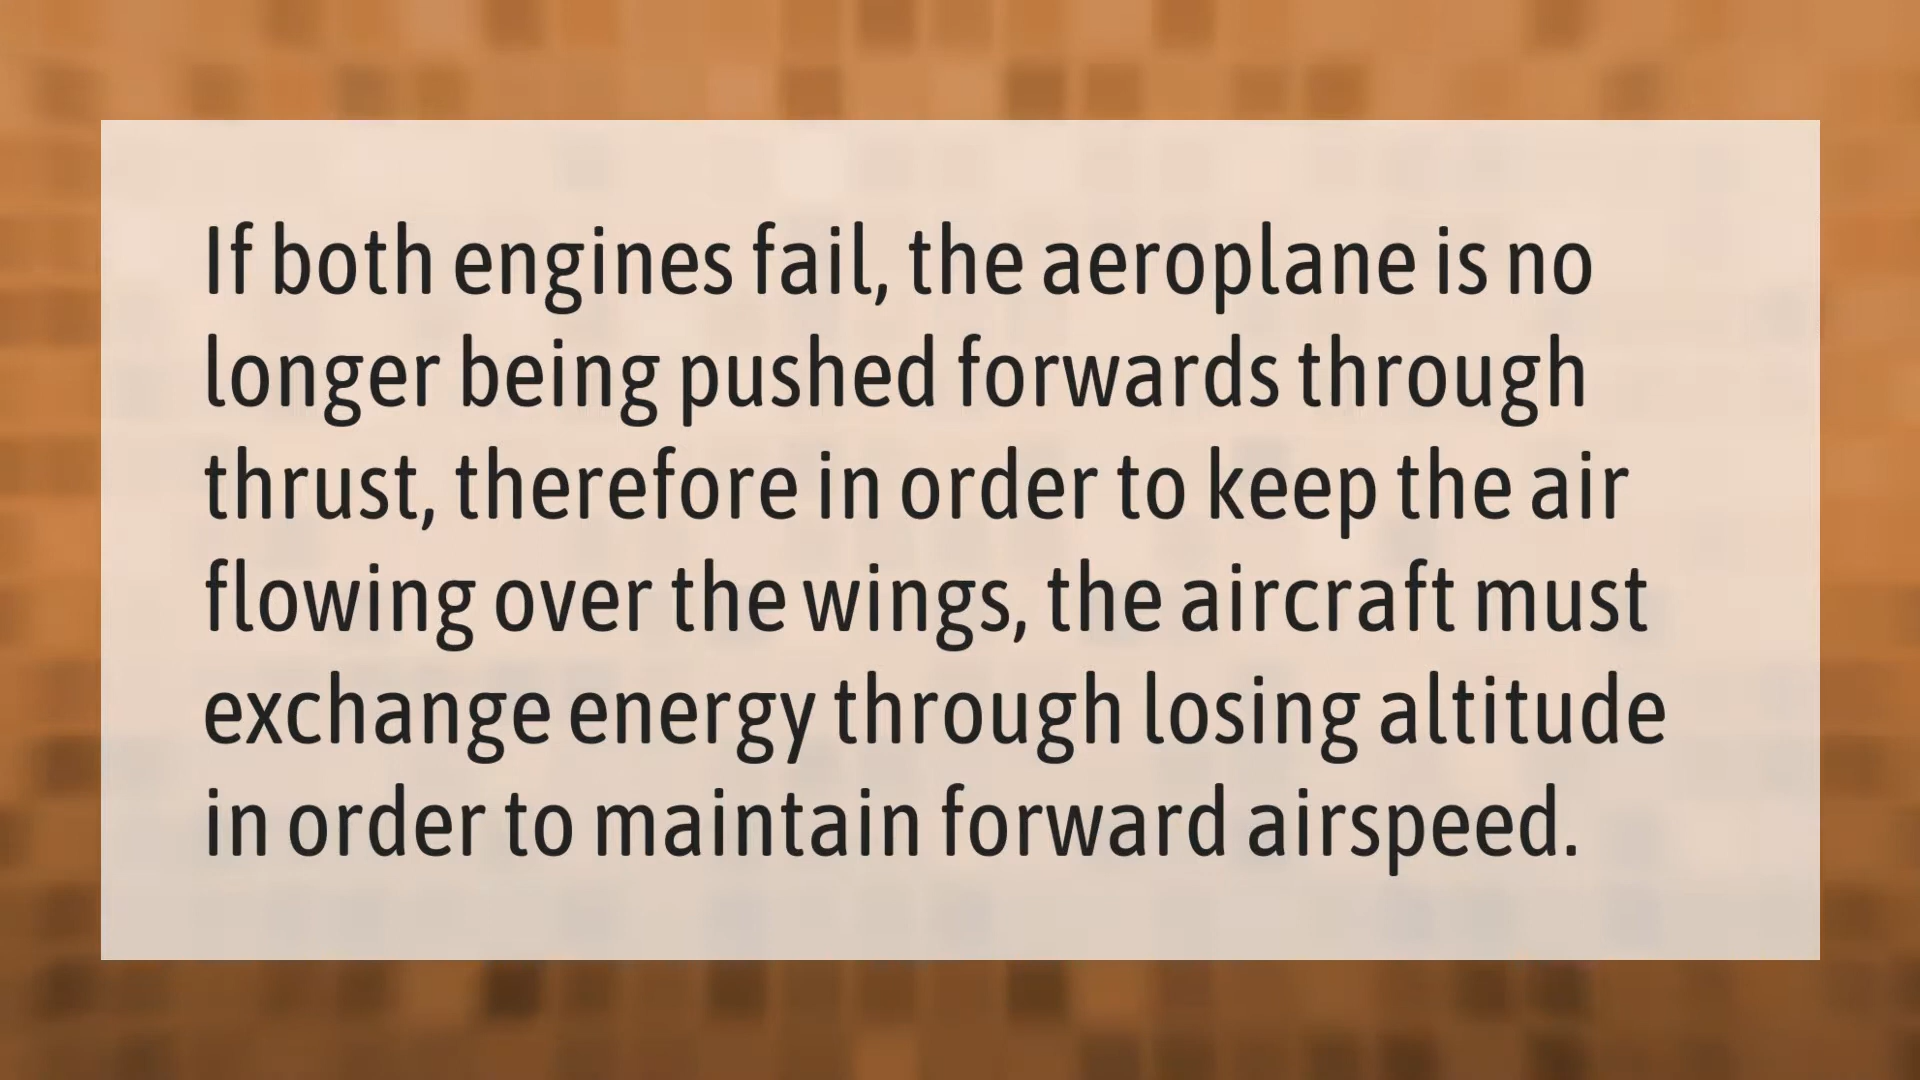 If both engines fail, the aeroplane is no
longer being pushed forwards through
thrust, therefore in order to keep the air
flowing over the wings, the aircraft must
exchange energy through losing altitude
in order to maintain forward airspeed.